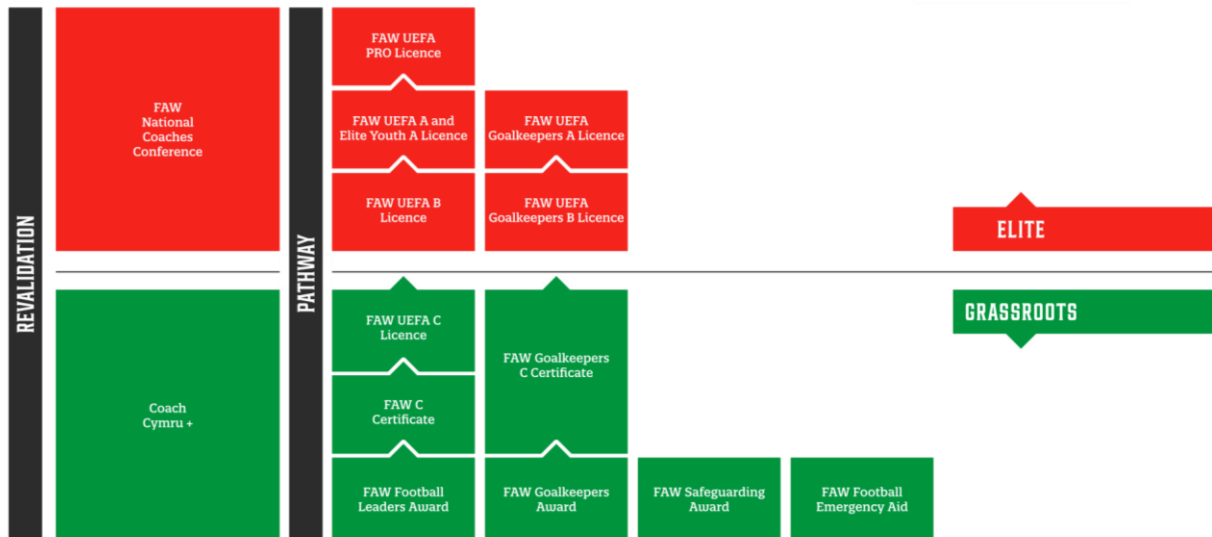 REVALIDATION
FAW
National
Coaches
Conference
Coach
Cymru +
PATHWAY
FAW UEFA
PRO Licence
FAW UEFA A and
Elite Youth A Licence
FAW UEFA
Goalkeepers A Licence
FAW UEFA B
Licence
FAW UEFA
Goalkeepers B Licence
ELITE
GRASSROOTS
FAW UEFA C
Licence
FAW Goalkeepers
C Certificate
FAW C
Certificate
FAW Football
Leaders Award
FAW Goalkeepers
Award
FAW Safeguarding
Award
FAW Football
Emergency Aid